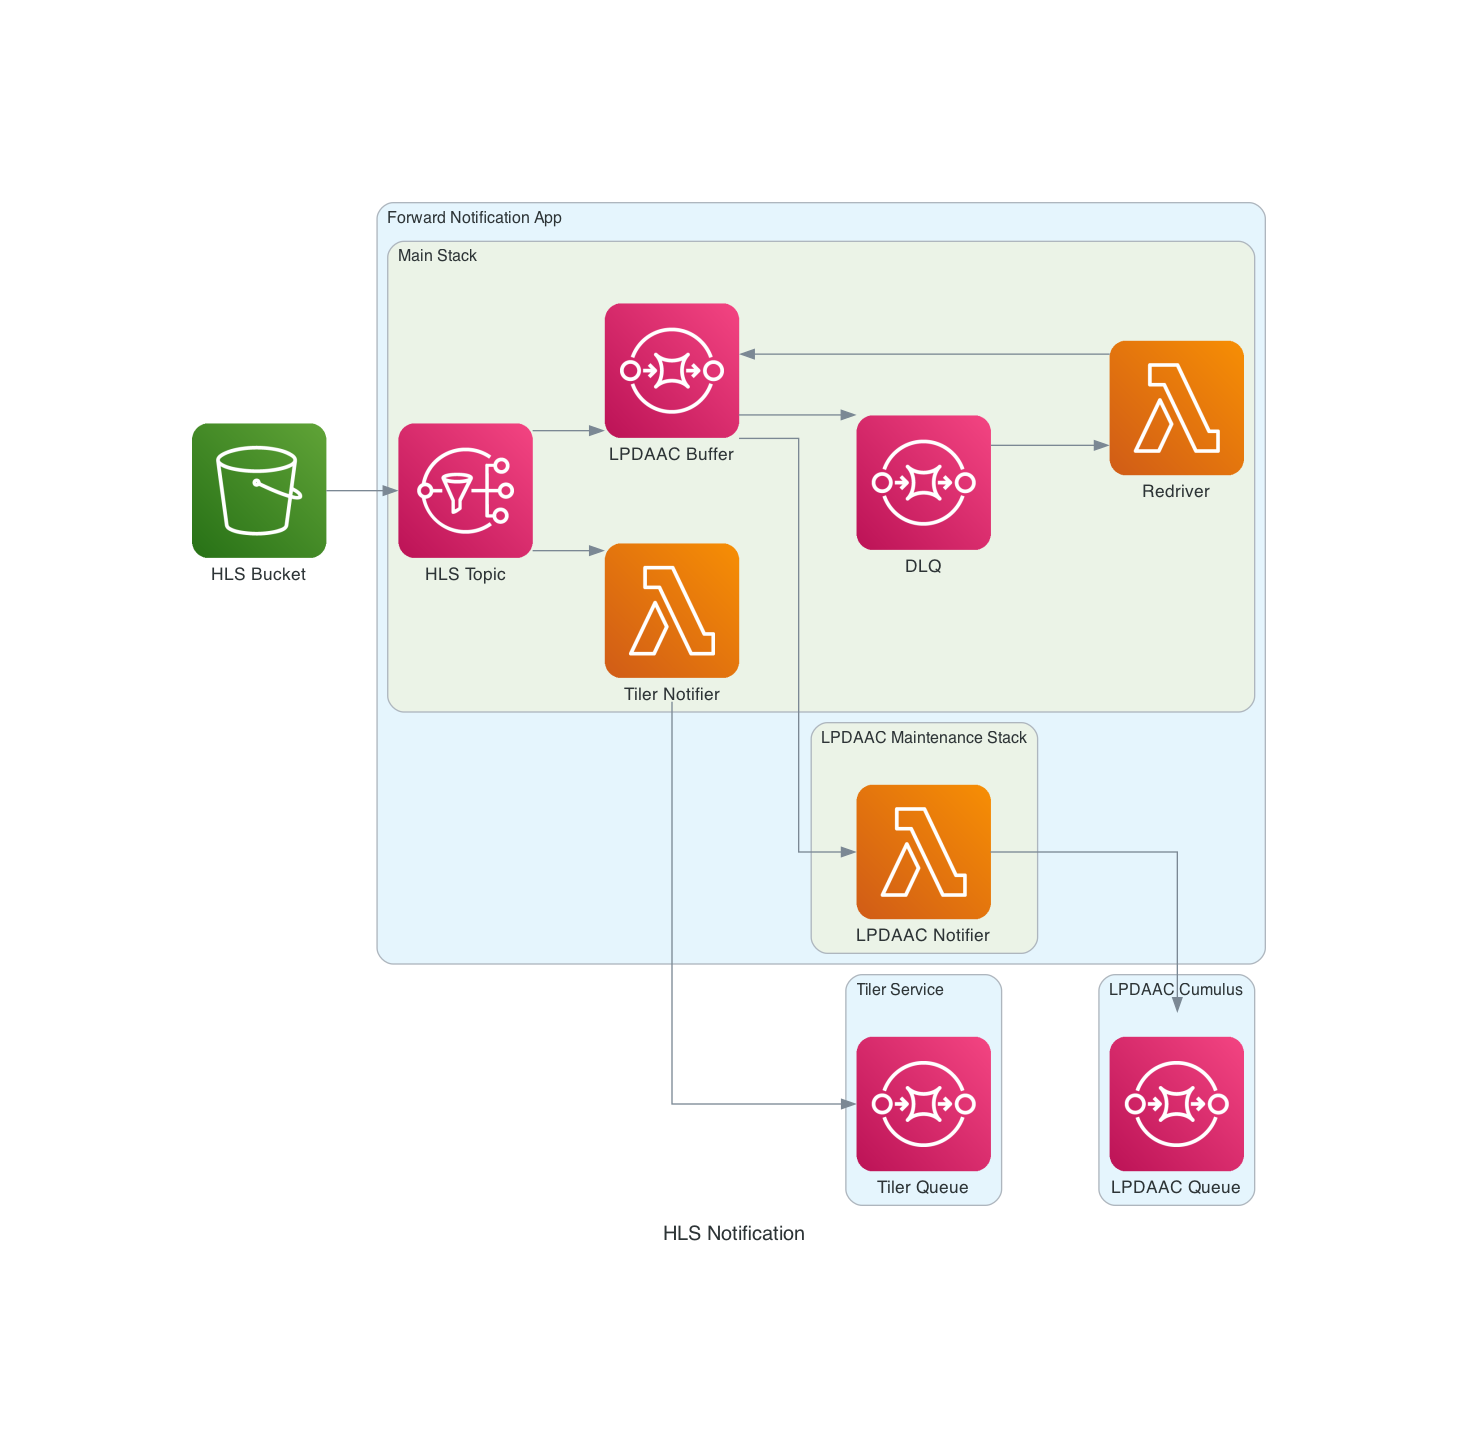 Forward Notification App
Main Stack
LPDAAC Buffer
Redriver
HLS Bucket
HLS Topic
DLQ
Tiler Notifier
LPDAAC Maintenance Stack
LPDAAC Notifier
Tiler Service
LPDAAC Cumulus
Tiler Queue
LPDAAC Queue
HLS Notification